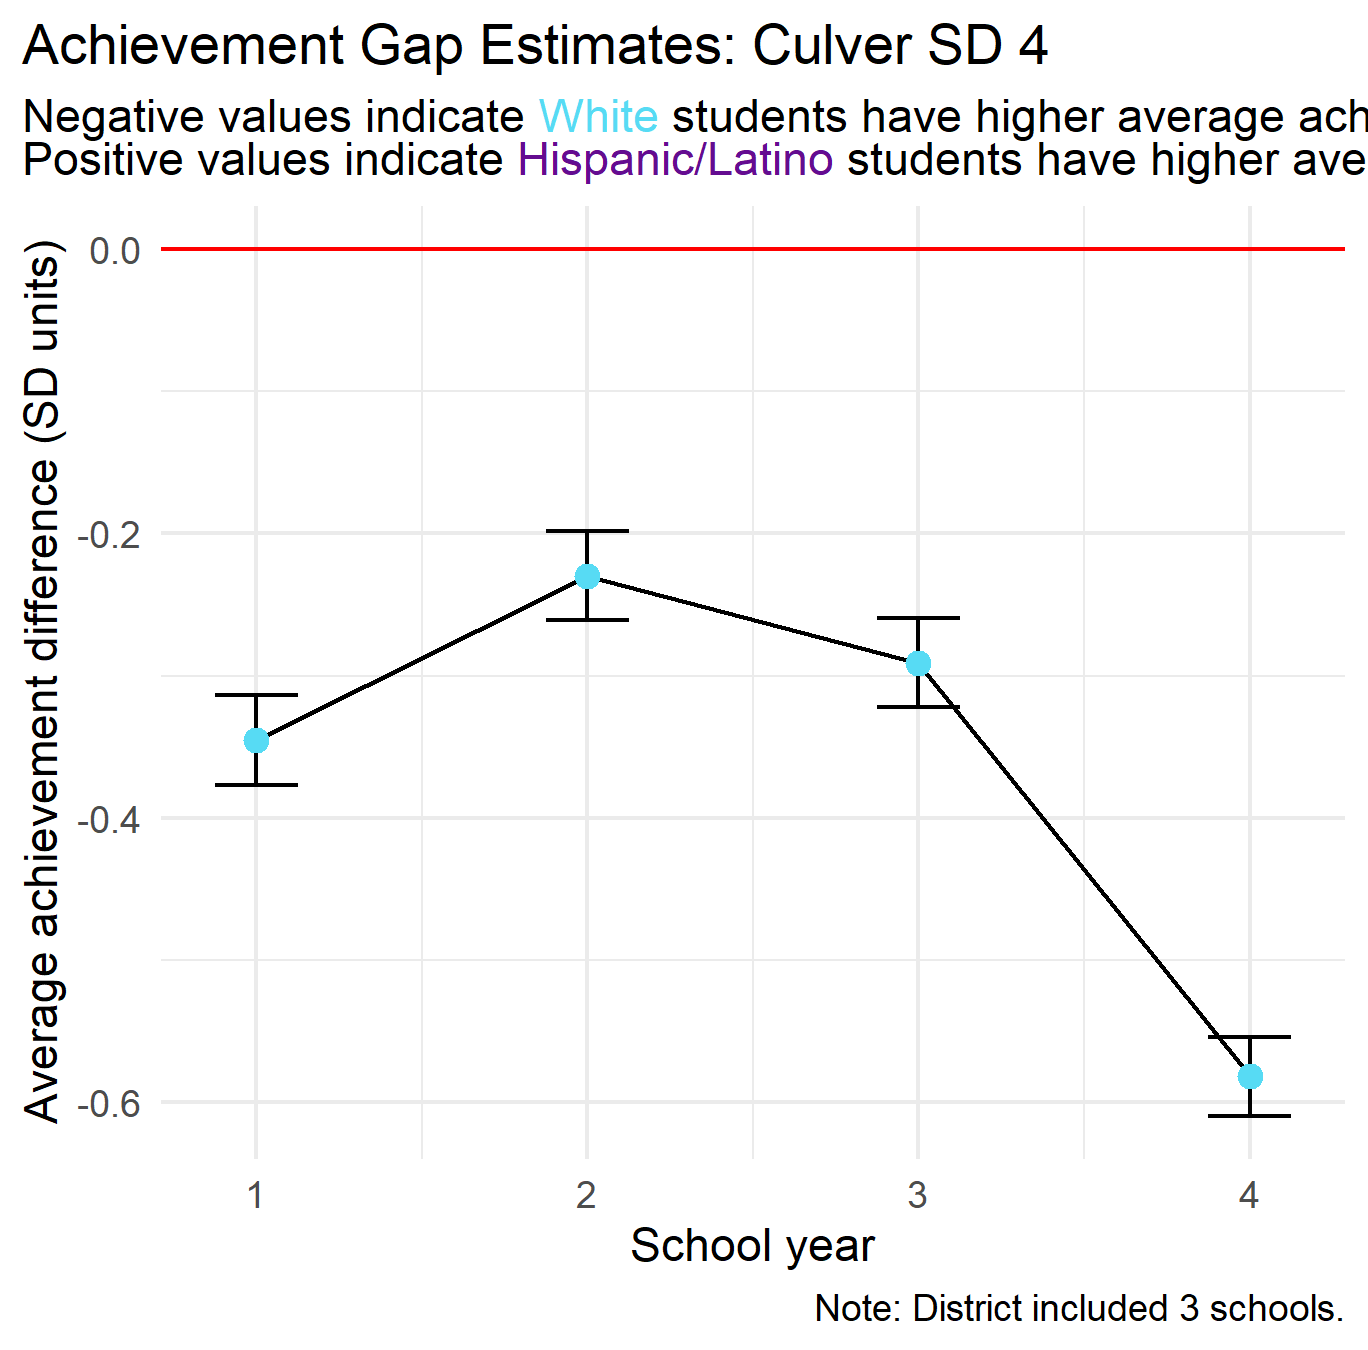 Achievement Gap Estimates: Culver SD 4
Negative values indicate White students have higher average
Positive values indicate Hispanic/Latino students have higher
Average achievement difference (SD units)
0.0
-0.2
-0.4
-0.6
1 2 3 4
School year
Note: District included 3 schools.